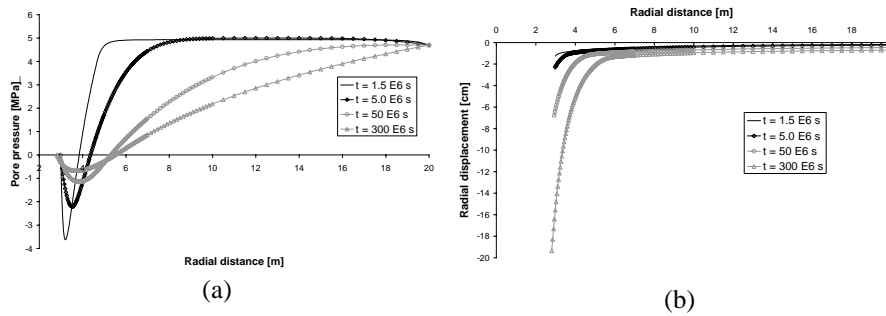 6
5
4
3
2
1
0
-1
-2
-3
-4
Pore pressure [MPa]_
2 4 6 8 10 12 14 16 18 20
t = 1.5 E6 s
t = 5.0 E6 s
t = 50 E6 s
t = 300 E6 s
Radial distance [m]
(a)
Radial distance [m]
0 2 4 6 8 10 12 14 16 18
0
-2
-4
-6
-8
-10
-12
-14
-16
-18
-20
Radial displacement [cm]
t = 1.5 E6 s
t = 5.0 E6 s
t = 50 E6 s
t = 300 E6 s
(b)